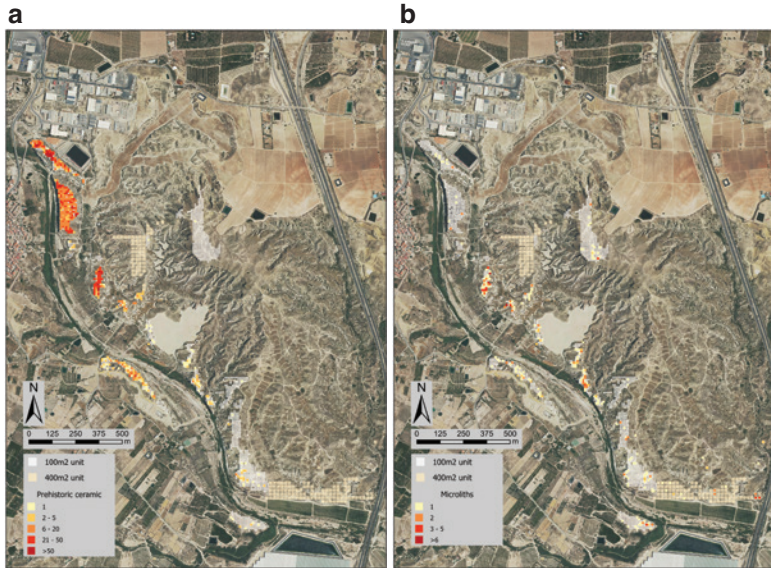 a
N
0 125 250 375 500
m
100m2 unit
400m2 unit
Prehistoric ceramic
1
2 - 5
6 - 20
21 - 50
>50
b
N
0 125 250 375 500
m
100m2 unit
400m2 unit
Microliths
1
2
3 - 5
>6